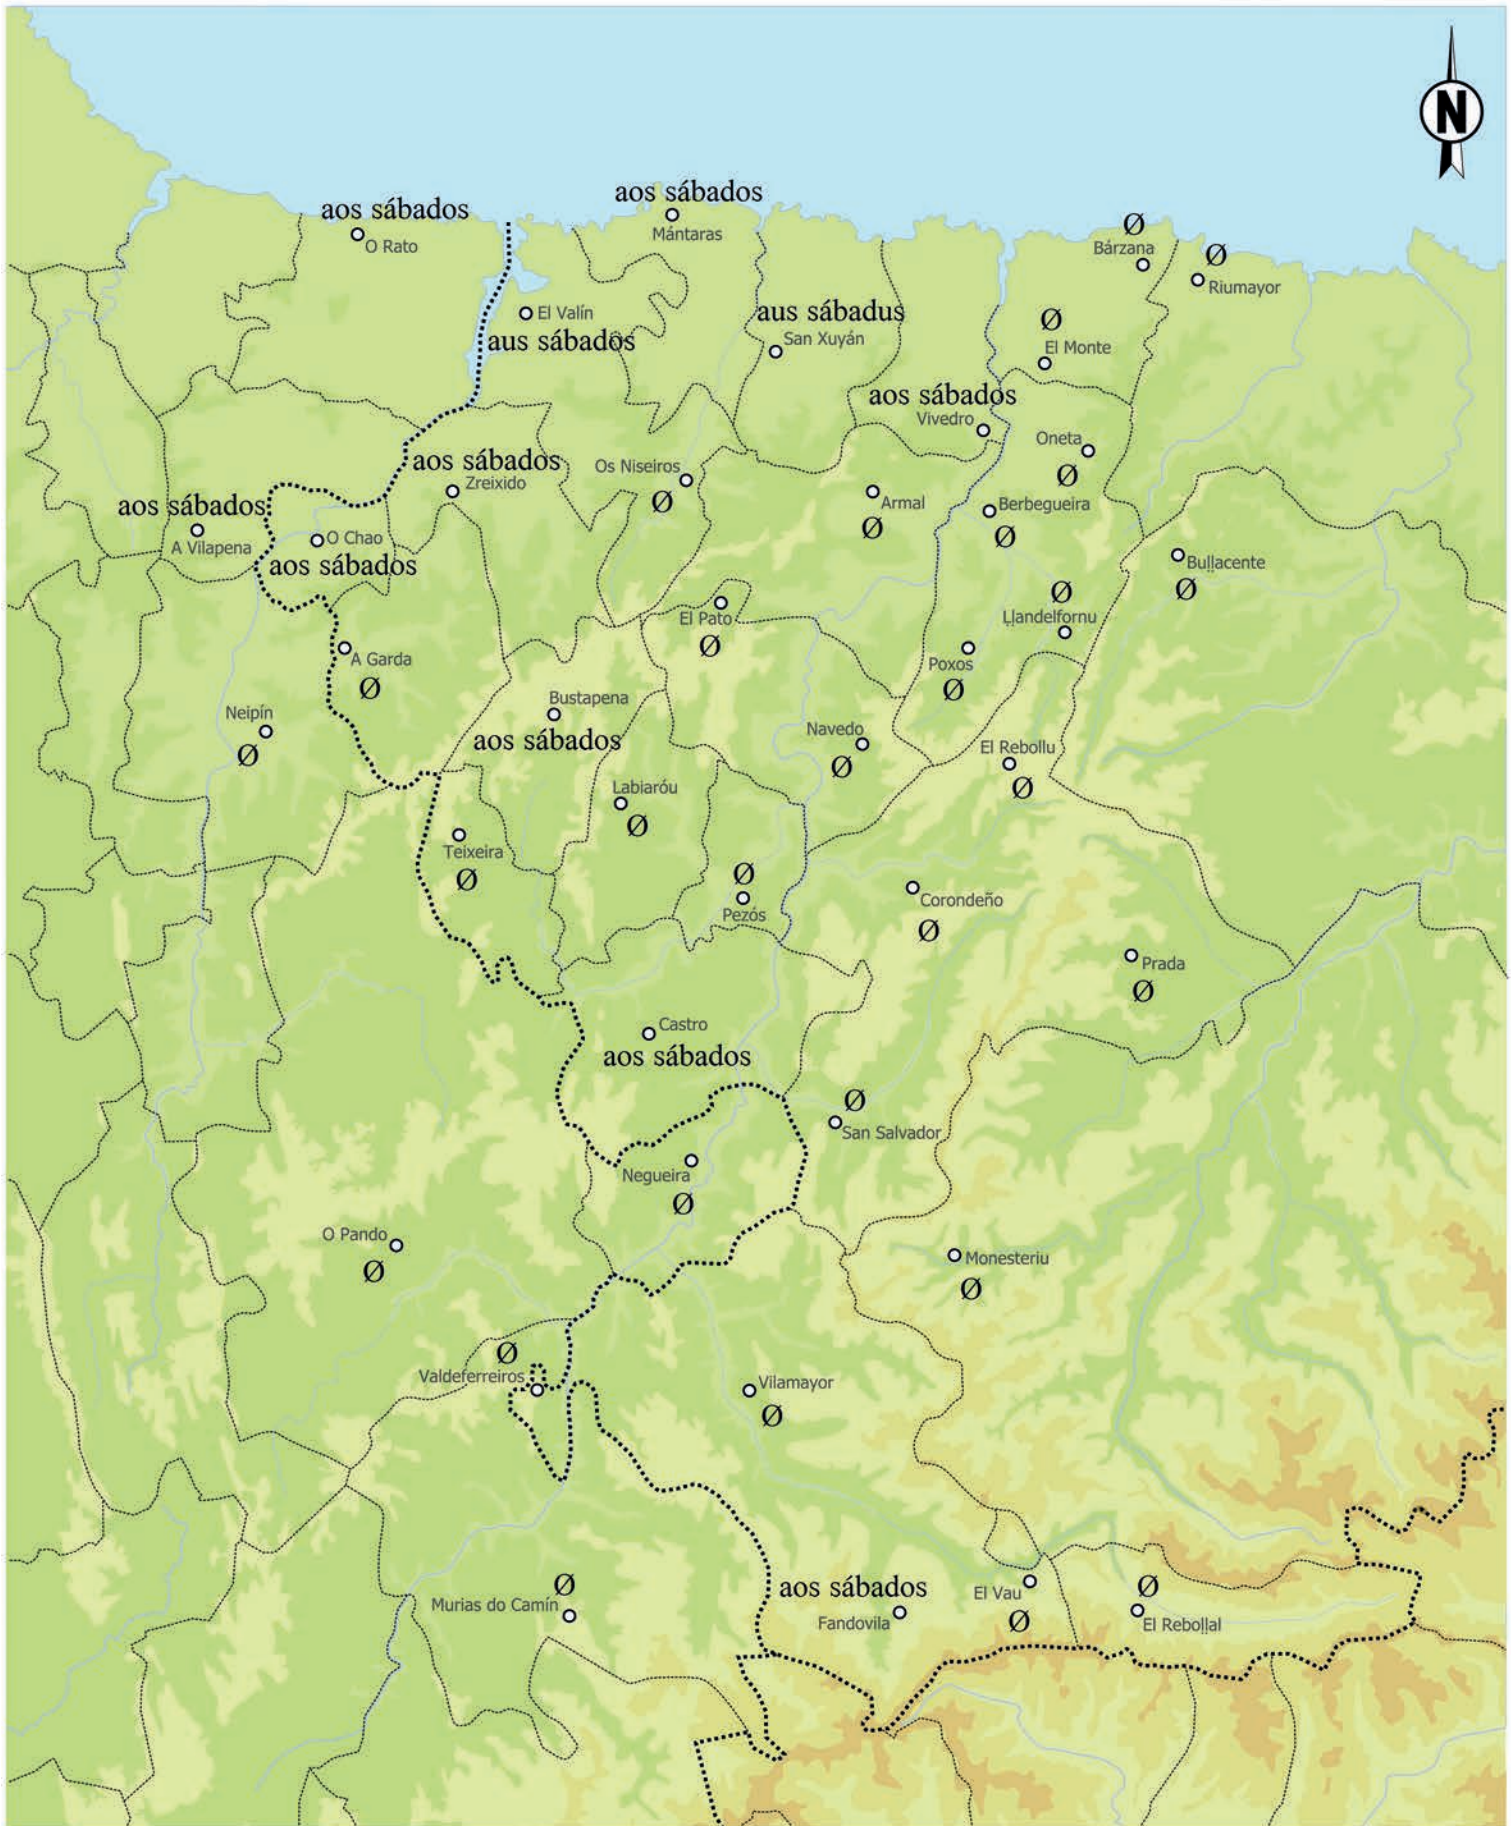 N
aos sábados
O Rato
aos sábados
Mántaras
Ø
Bárzana
Ø
Riumayor
El Valín
aus sábados
aus sábadus
San Xuyán
Ø
El Monte
aos sábados
Vivedro
Oneta
Ø
aos sábados
Zreixido
Os Niseiros
Ø
Armal
Ø
Berbegueira
Ø
aos sábados
A Vilapena
O Chao
aos sábados
Buḷḷacente
Ø
El Pato
Ø
Ø
Ḷḷandelfornu
A Garda
Ø
Poxos
Ø
Neipín
Ø
Bustapena
aos sábados
Navedo
Ø
El Rebollu
Ø
Labiaróu
Ø
Teixeira
Ø
Ø
Pezós
Corondeño
Ø
Prada
Ø
Castro
aos sábados
Ø
San Salvador
Negueira
Ø
O Pando
Ø
Monesteriu
Ø
Ø
Valdeferreiros
Vilamayor
Ø
Ø
Murias do Camín
aos sábados
Fandovila
El Vau
Ø
Ø
El Reboḷḷal